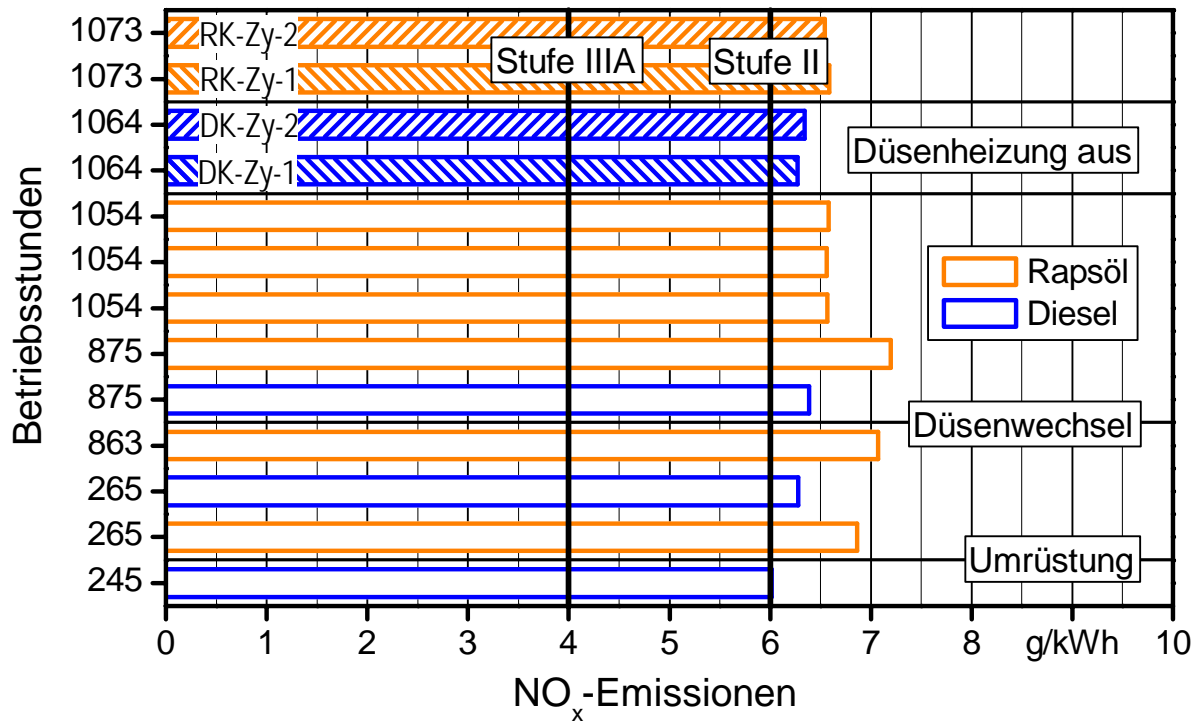 1073 RK-Zy-2
1073 RK-Zy-1
Stufe IIIA Stufe II
1064 DK-Zy-2
1064 DK-Zy-1
Düsenheizung aus
1054
1054
1054
875
875
863
265
265
245
Rapsöl
Diesel
Düsenwechsel
Umrüstung
Betriebsstunden
0 1 2 3 4 5 6 7 8 g/kWh 10
NOx-Emissionen